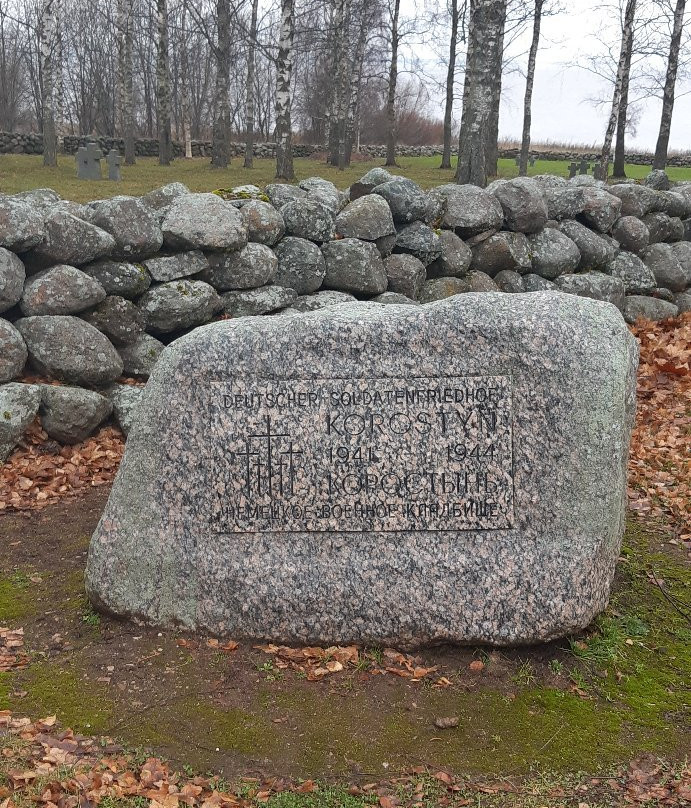 DEUTSCHER SOLDATENFRIEDHOF
KOROSTYN
1941 1944
КОРОСТЫНЬ
НЕМЕЦКОЕ ВОЕННОЕ КЛАДБИЩЕ